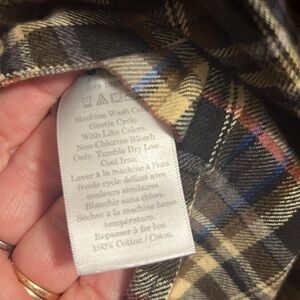 Machine Wash Cold
Gentle Cycle
With Like Colors.
Non-Chlorine Bleach
Only. Tumble Dry Low.
Cool Iron.
Laver à la machine à l'eau
froide cycle délicat avec
couleurs similaires.
Blanchir sans chlore.
Sécher à la machine basse
température.
Repasser à fer bas.
100% Cotton / Coton.